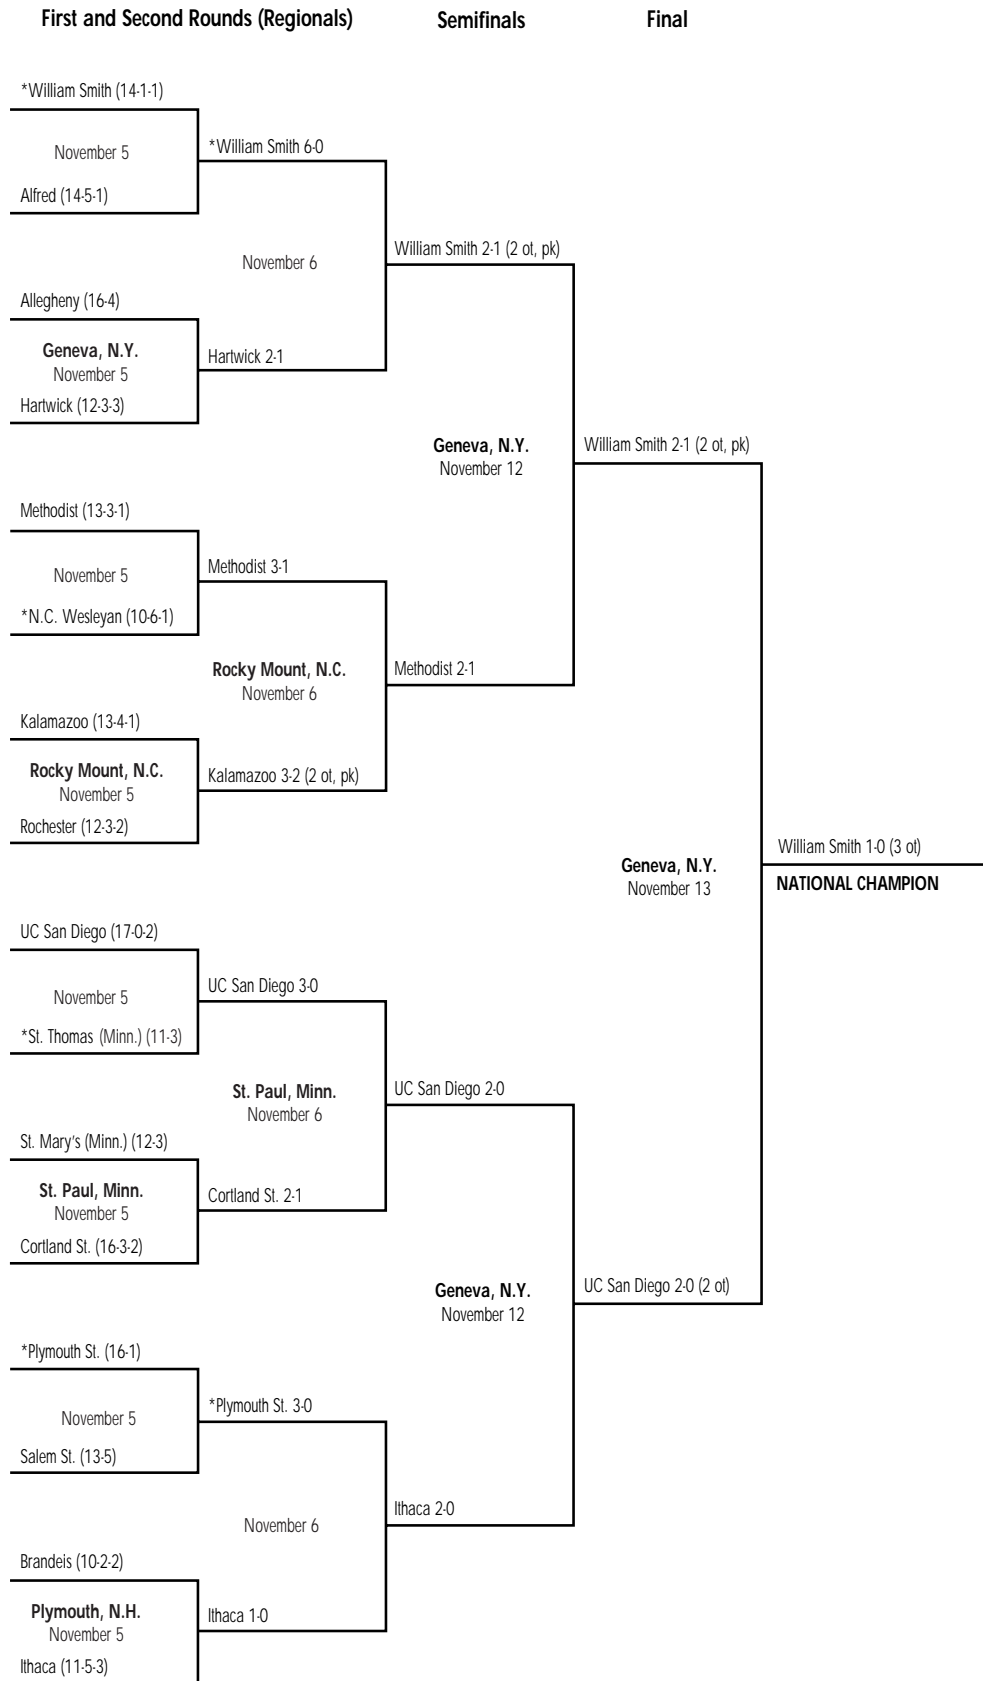 First and Second Rounds (Regionals)
Semifinals
Final
*William Smith (14-1-1)
November 5
Alfred (14-5-1)
*William Smith 6-0
November 6
Allegheny (16-4)
Geneva, N.Y.
November 5
Hartwick (12-3-3)
Hartwick 2-1
William Smith 2-1 (2 ot, pk)
Geneva, N.Y.
November 12
Methodist (13-3-1)
November 5
*N.C. Wesleyan (10-6-1)
Methodist 3-1
Rocky Mount, N.C.
November 6
Kalamazoo (13-4-1)
Rocky Mount, N.C.
November 5
Rochester (12-3-2)
Kalamazoo 3-2 (2 ot, pk)
Methodist 2-1
William Smith 2-1 (2 ot, pk)
Geneva, N.Y.
November 13
William Smith 1-0 (3 ot)
NATIONAL CHAMPION
UC San Diego (17-0-2)
November 5
*St. Thomas (Minn.) (11-3)
UC San Diego 3-0
St. Paul, Minn.
November 6
St. Mary's (Minn.) (12-3)
St. Paul, Minn.
November 5
Cortland St. (16-3-2)
Cortland St. 2-1
UC San Diego 2-0
Geneva, N.Y.
November 12
UC San Diego 2-0 (2 ot)
*Plymouth St. (16-1)
November 5
Salem St. (13-5)
*Plymouth St. 3-0
November 6
Ithaca 2-0
Brandeis (10-2-2)
Plymouth, N.H.
November 5
Ithaca (11-5-3)
Ithaca 1-0